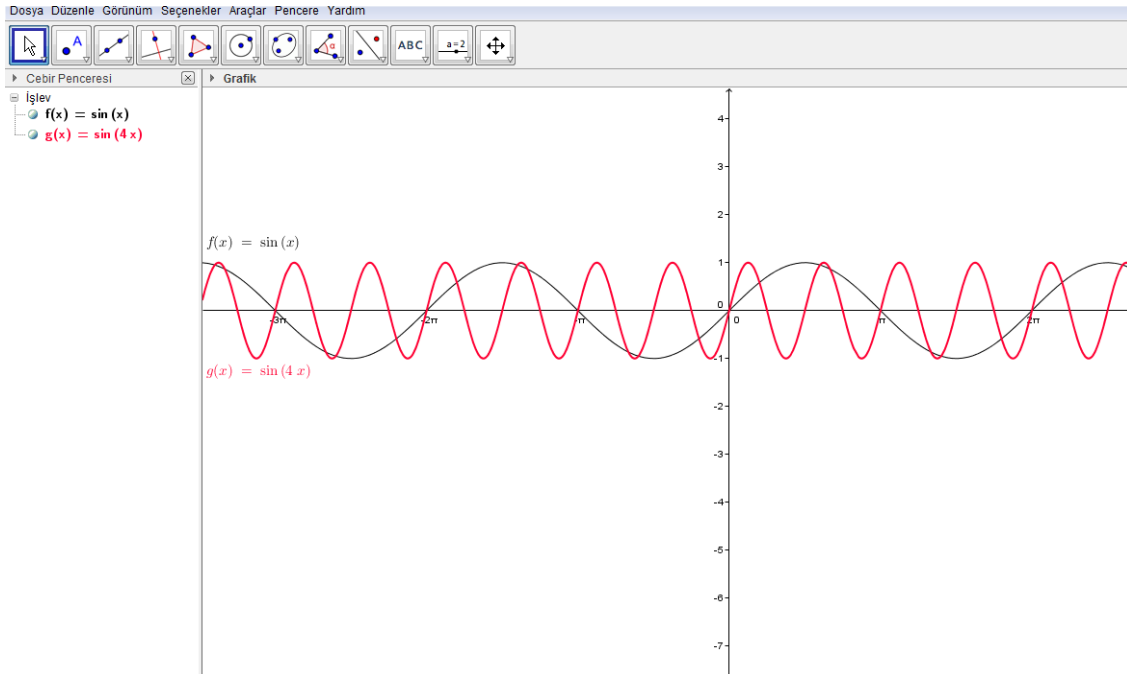 Dosya Düzenle Görünüm Seçenekler Araçlar Pencere Yardım
A
α
ABC
a=2
Cebir Penceresi
Grafik
İşlev
f(x) = sin (x)
g(x) = sin (4 x)
4
3
2
f(x) = sin (x)
1
0
-3π -2π -π 0 π 2π
-1
g(x) = sin (4 x)
-2
-3
-4
-5
-6
-7